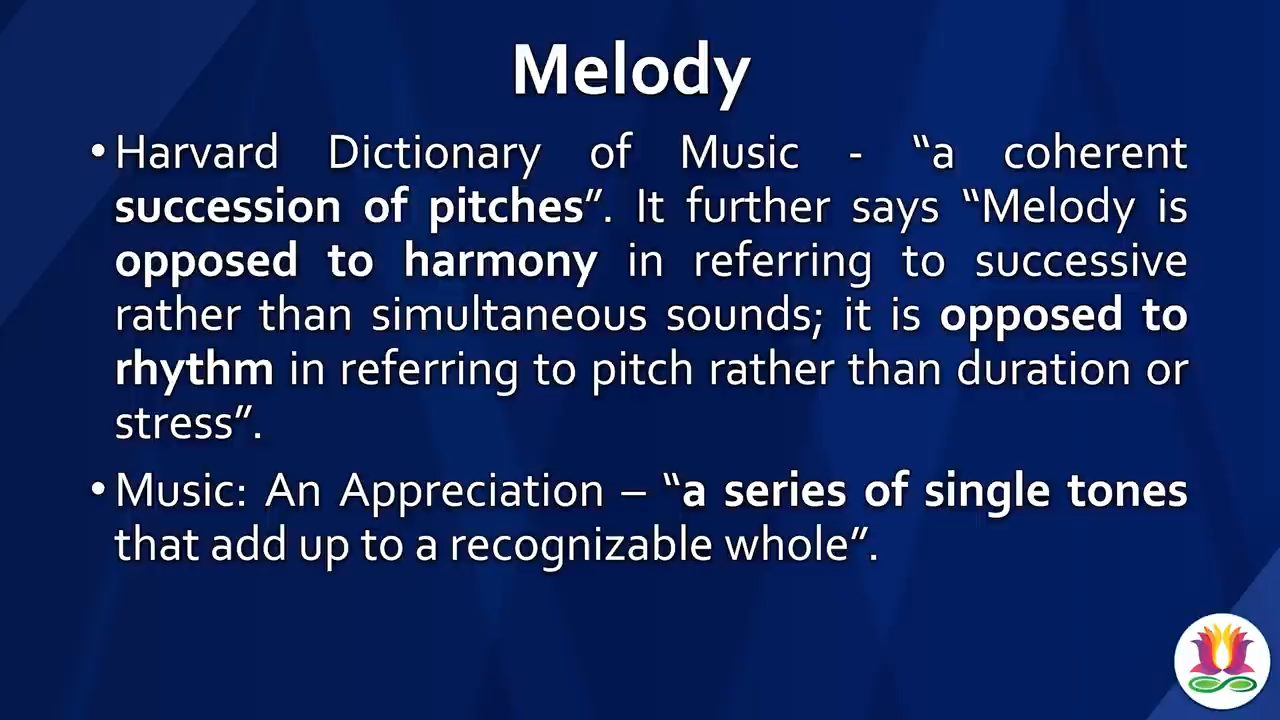 Melody
• Harvard Dictionary of Music - “a coherent
succession of pitches”. It further says “Melody is
opposed to harmony in referring to successive
rather than simultaneous sounds; it is opposed to
rhythm in referring to pitch rather than duration or
stress”.
• Music: An Appreciation – “a series of single tones
that add up to a recognizable whole”.